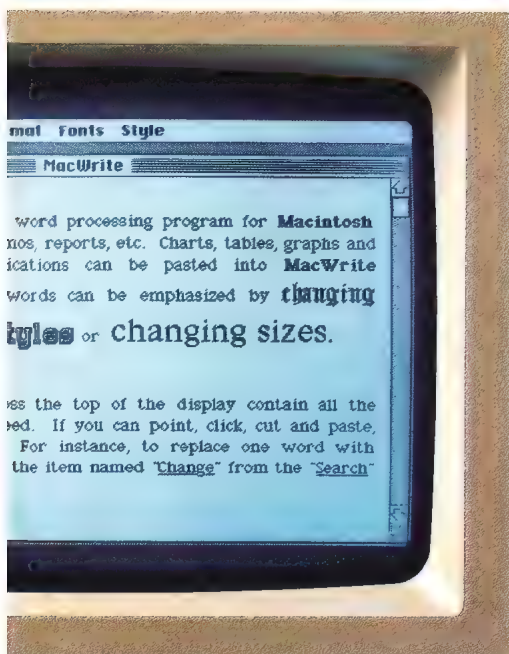 mat Fonts Style
MacWrite
word processing program for Macintosh
mos, reports, etc. Charts, tables, graphs and
ications can be pasted into MacWrite
words can be emphasized by changing
tyles or changing sizes.
ss the top of the display contain all the
ed. If you can point, click, cut and paste,
For instance, to replace one word with
the item named "Change" from the "Search"